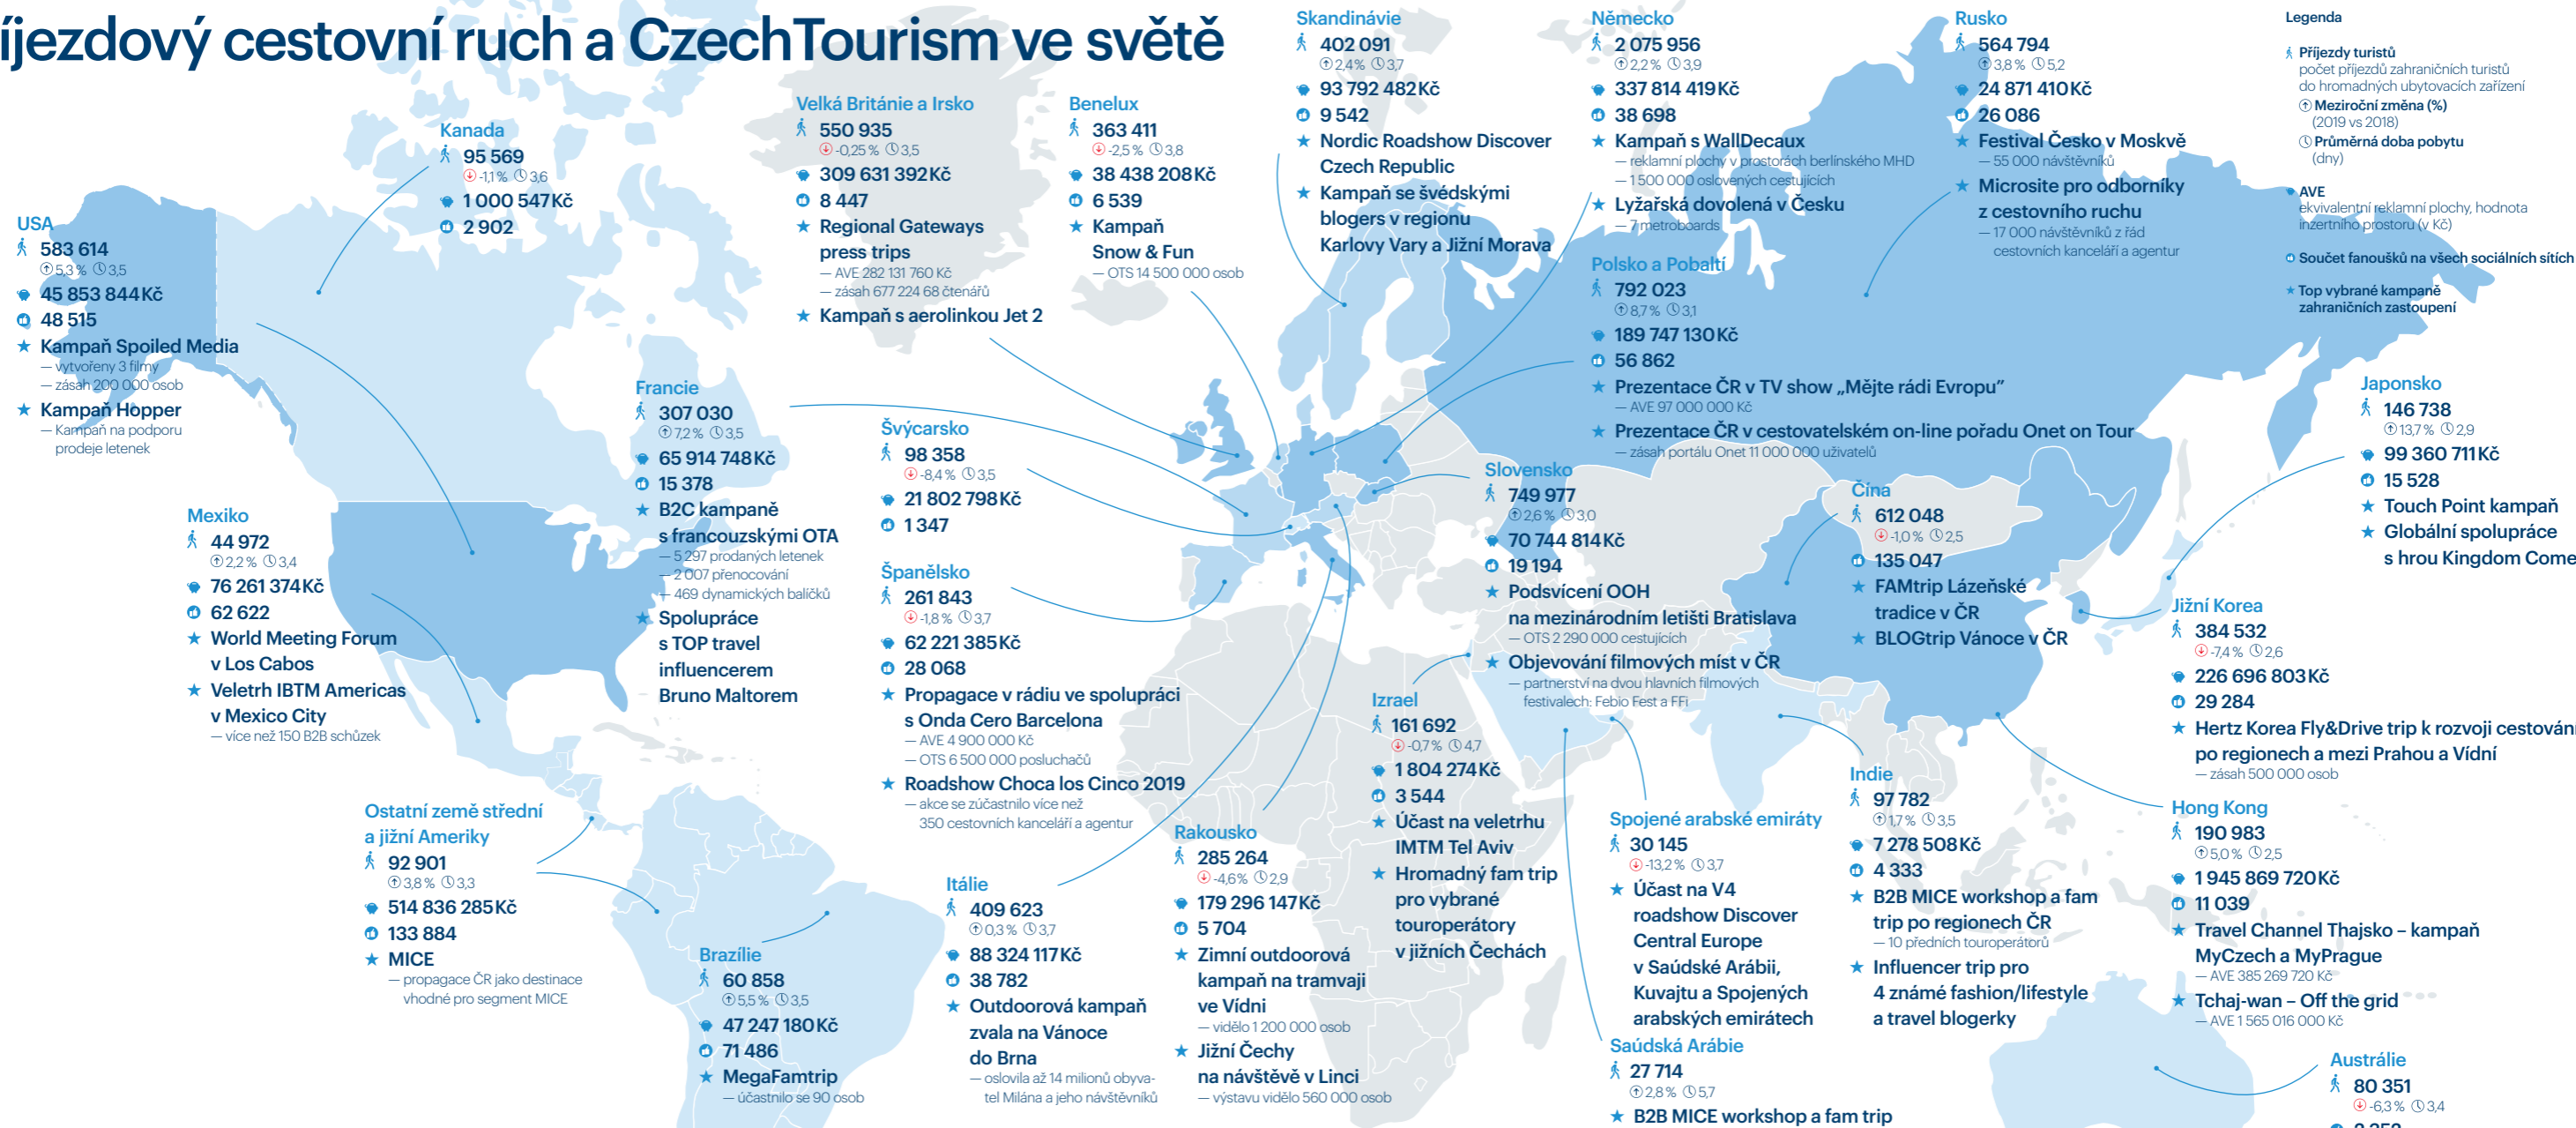 íjezdový cestovní ruch a CzechTourism ve světě
Kanada
95 569
-1,1 % 3,6
1 000 547 Kč
2 902
USA
583 614
5,3 % 3,5
45 853 844 Kč
48 515
Kampaň Spoiled Media
— vytvořeny 3 filmy
— zásah 200 000 osob
Kampaň Hopper
— Kampaň na podporu
prodeje letenek
Mexiko
44 972
2,2 % 3,4
76 261 374 Kč
62 622
World Meeting Forum
v Los Cabos
Veletrh IBTM Americas
v Mexico City
— více než 150 B2B schůzek
Ostatní země střední
a jižní Ameriky
92 901
3,8 % 3,3
514 836 285 Kč
133 884
MICE
— propagace ČR jako destinace
vhodné pro segment MICE
Brazílie
60 858
5,5 % 3,5
47 247 180 Kč
71 486
MegaFamtrip
— účastnilo se 90 osob
Francie
307 030
7,2 % 3,5
65 914 748 Kč
15 378
B2C kampaně
s francouzskými OTA
— 5 297 prodaných letenek
— 2 007 přenocování
— 469 dynamických balíčků
Spolupráce
s TOP travel
influencerem
Bruno Maltorem
Velká Británie a Irsko
550 935
-0,25 % 3,5
309 631 392 Kč
8 447
Regional Gateways
press trips
— AVE 282 131 760 Kč
— zásah 677 224 68 čtenářů
Kampaň s aerolinkou Jet 2
Benelux
363 411
-2,5 % 3,8
38 438 208 Kč
6 539
Kampaň
Snow & Fun
— OTS 14 500 000 osob
Švýcarsko
98 358
-8,4 % 3,5
21 802 798 Kč
1 347
Španělsko
261 843
-1,8 % 3,7
62 221 385 Kč
28 068
Propagace v rádiu ve spolupráci
s Onda Cero Barcelona
— AVE 4 900 000 Kč
— OTS 6 500 000 posluchačů
Roadshow Choca los Cinco 2019
— akce se zúčastnilo více než
350 cestovních kanceláří a agentur
Itálie
409 623
0,3 % 3,7
88 324 117 Kč
38 782
Outdoorová kampaň
zvala na Vánoce
do Brna
— oslovila až 14 milionů obyva-
tel Milána a jeho návštěvníků
Rakousko
285 264
-4,6% 2,9
179 296 147 Kč
5 704
Zimní outdoorová
kampaň na tramvaji
ve Vídni
— vidělo 1 200 000 osob
Jižní Čechy
na návštěvě v Linci
— výstavu vidělo 560 000 osob
Skandinávie
402 091
2,4% 3,7
93 792 482 Kč
9 542
Nordic Roadshow Discover
Czech Republic
Kampaň se švédskými
blogers v regionu
Karlovy Vary a Jižní Morava
Německo
2 075 956
2,2 % 3,9
337 814 419 Kč
38 698
Kampaň s WallDecaux
— reklamní plochy v prostorách berlínského MHD
— 1 500 000 oslovených cestujících
Lyžařská dovolená v Česku
— 7 metroboards
Polsko a Pobaltí
792 023
8,7 % 3,1
189 747 130 Kč
56 862
Prezentace ČR v TV show „Mějte rádi Evropu”
— AVE 97 000 000 Kč
Prezentace ČR v cestovatelském on-line pořadu Onet on Tour
— zásah portálu Onet 11 000 000 uživatelů
Slovensko
749 977
2,6 % 3,0
70 744 814 Kč
19 194
Podsvícení OOH
na mezinárodním letišti Bratislava
— OTS 2 290 000 cestujících
Objevování filmových míst v ČR
— partnerství na dvou hlavních filmových
festivalech: Febio Fest a FFi
Izrael
161 692
-0,7 % 4,7
1 804 274 Kč
3 544
Účast na veletrhu
IMTM Tel Aviv
Hromadný fam trip
pro vybrané
touroperátory
v jižních Čechách
Rusko
564 794
3,8 % 5,2
24 871 410 Kč
26 086
Festival Česko v Moskvě
— 55 000 návštěvníků
Microsite pro odborníky
z cestovního ruchu
— 17 000 návštěvníků z řád
cestovních kanceláří a agentur
Čína
612 048
-1,0 % 2,5
135 047
FAMtrip Lázeňské
tradice v ČR
BLOGtrip Vánoce v ČR
Spojené arabské emiráty
30 145
-13,2 % 3,7
Účast na V4
roadshow Discover
Central Europe
v Saúdské Arábii,
Kuvajtu a Spojených
arabských emirátech
Saúdská Arábie
27 714
2,8 % 5,7
B2B MICE workshop a fam trip
Indie
97 782
1,7 % 3,5
7 278 508 Kč
4 333
B2B MICE workshop a fam
trip po regionech ČR
— 10 předních touroperátorů
Influencer trip pro
4 známé fashion/lifestyle
a travel blogerky
Legenda
Příjezdy turistů
počet příjezdů zahraničních turistů
do hromadných ubytovacích zařízení
Meziroční změna (%)
(2019 vs 2018)
Průměrná doba pobytu
(dny)
AVE
ekvivalentní reklamní plochy, hodnota
inzertního prostoru (v Kč)
Součet fanoušků na všech sociálních sítích
Top vybrané kampaně
zahraničních zastoupení
Japonsko
146 738
13,7 % 2,9
99 360 711 Kč
15 528
Touch Point kampaň
Globální spolupráce
s hrou Kingdom Come
Jižní Korea
384 532
-7,4 % 2,6
226 696 803 Kč
29 284
Hertz Korea Fly&Drive trip k rozvoji cestován
po regionech a mezi Prahou a Vídní
— zásah 500 000 osob
Hong Kong
190 983
5,0 % 2,5
1 945 869 720 Kč
11 039
Travel Channel Thajsko – kampaň
MyCzech a MyPrague
— AVE 385 269 720 Kč
Tchaj-wan – Off the grid
— AVE 1 565 016 000 Kč
Austrálie
80 351
-6,3 % 3,4